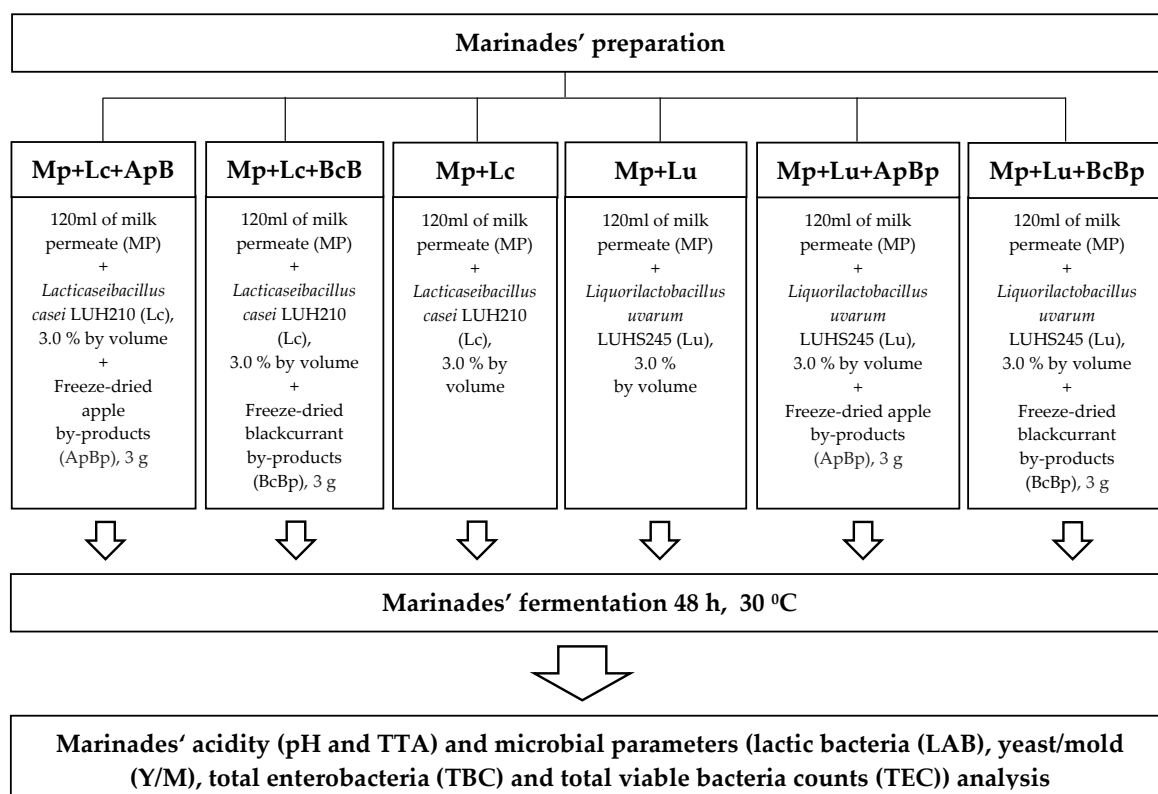 Marinades’ preparation
Mp+Lc+ApB
120ml of milk
permeate (MP)
+
Lacticaseibacillus
casei LUH210 (Lc),
3.0 % by volume
+
Freeze-dried
apple
by-products
(ApBp), 3 g
Mp+Lc+BcB
120ml of milk
permeate (MP)
+
Lacticaseibacillus
casei LUH210
(Lc),
3.0 % by volume
+
Freeze-dried
blackcurrant
by-products
(BcBp), 3 g
Mp+Lc
120ml of milk
permeate (MP)
+
Lacticaseibacillus
casei LUH210
(Lc),
3.0 % by
volume
Mp+Lu
120ml of milk
permeate (MP)
+
Liquorilactobacillus
uvarum
LUHS245 (Lu),
3.0 %
by volume
Mp+Lu+ApBp
120ml of milk
permeate (MP)
+
Liquorilactobacillus
uvarum
LUHS245 (Lu),
3.0 % by volume
+
Freeze-dried apple
by-products
(ApBp), 3 g
Mp+Lu+BcBp
120ml of milk
permeate (MP)
+
Liquorilactobacillus
uvarum
LUHS245 (Lu),
3.0 % by volume
+
Freeze-dried
blackcurrant
by-products
(BcBp), 3 g
Marinades’ fermentation 48 h, 30 ⁰C
Marinades‘ acidity (pH and TTA) and microbial parameters (lactic bacteria (LAB), yeast/mold
(Y/M), total enterobacteria (TBC) and total viable bacteria counts (TEC)) analysis